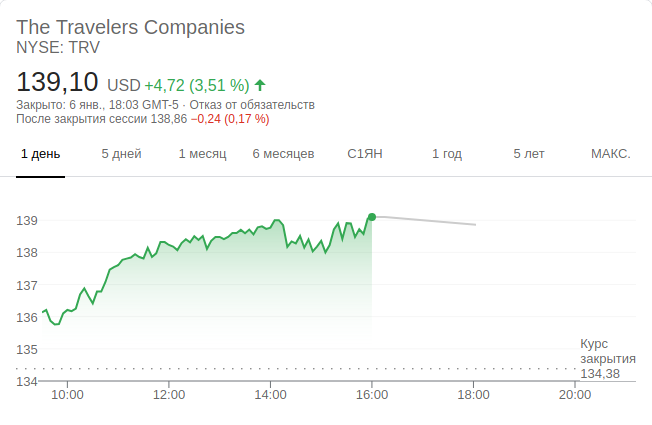 The Travelers Companies
NYSE: TRV
139,10 USD +4,72 (3,51 %)
Закрыто: 6 янв., 18:03 GMT-5 · Отказ от обязательств
После закрытия сессии 138,86 −0,24 (0,17 %)
1 день 5 дней 1 месяц 6 месяцев С1ЯН 1 год 5 лет МАКС.
139
138
137
136
135
Курс
закрытия
134,38
134
10:00 12:00 14:00 16:00 18:00 20:00